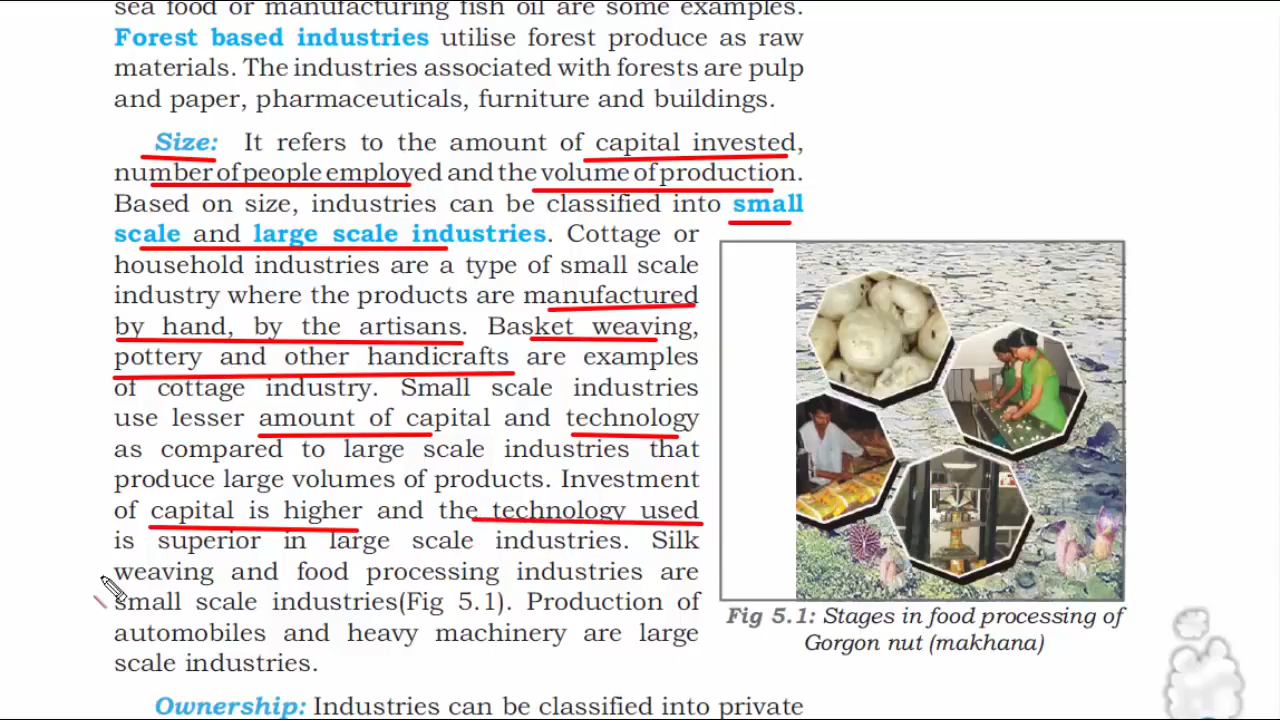 sea food or manufacturing fish oil are some examples.
Forest based industries utilise forest produce as raw
materials. The industries associated with forests are pulp
and paper, pharmaceuticals, furniture and buildings.
Size: It refers to the amount of capital invested,
number of people employed and the volume of production.
Based on size, industries can be classified into small
scale and large scale industries. Cottage or
household industries are a type of small scale
industry where the products are manufactured
by hand, by the artisans. Basket weaving,
pottery and other handicrafts are examples
of cottage industry. Small scale industries
use lesser amount of capital and technology
as compared to large scale industries that
produce large volumes of products. Investment
of capital is higher and the technology used
is superior in large scale industries. Silk
weaving and food processing industries are
small scale industries(Fig 5.1). Production of
automobiles and heavy machinery are large
scale industries.
Fig 5.1: Stages in food processing of
Gorgon nut (makhana)
Ownership: Industries can be classified into private